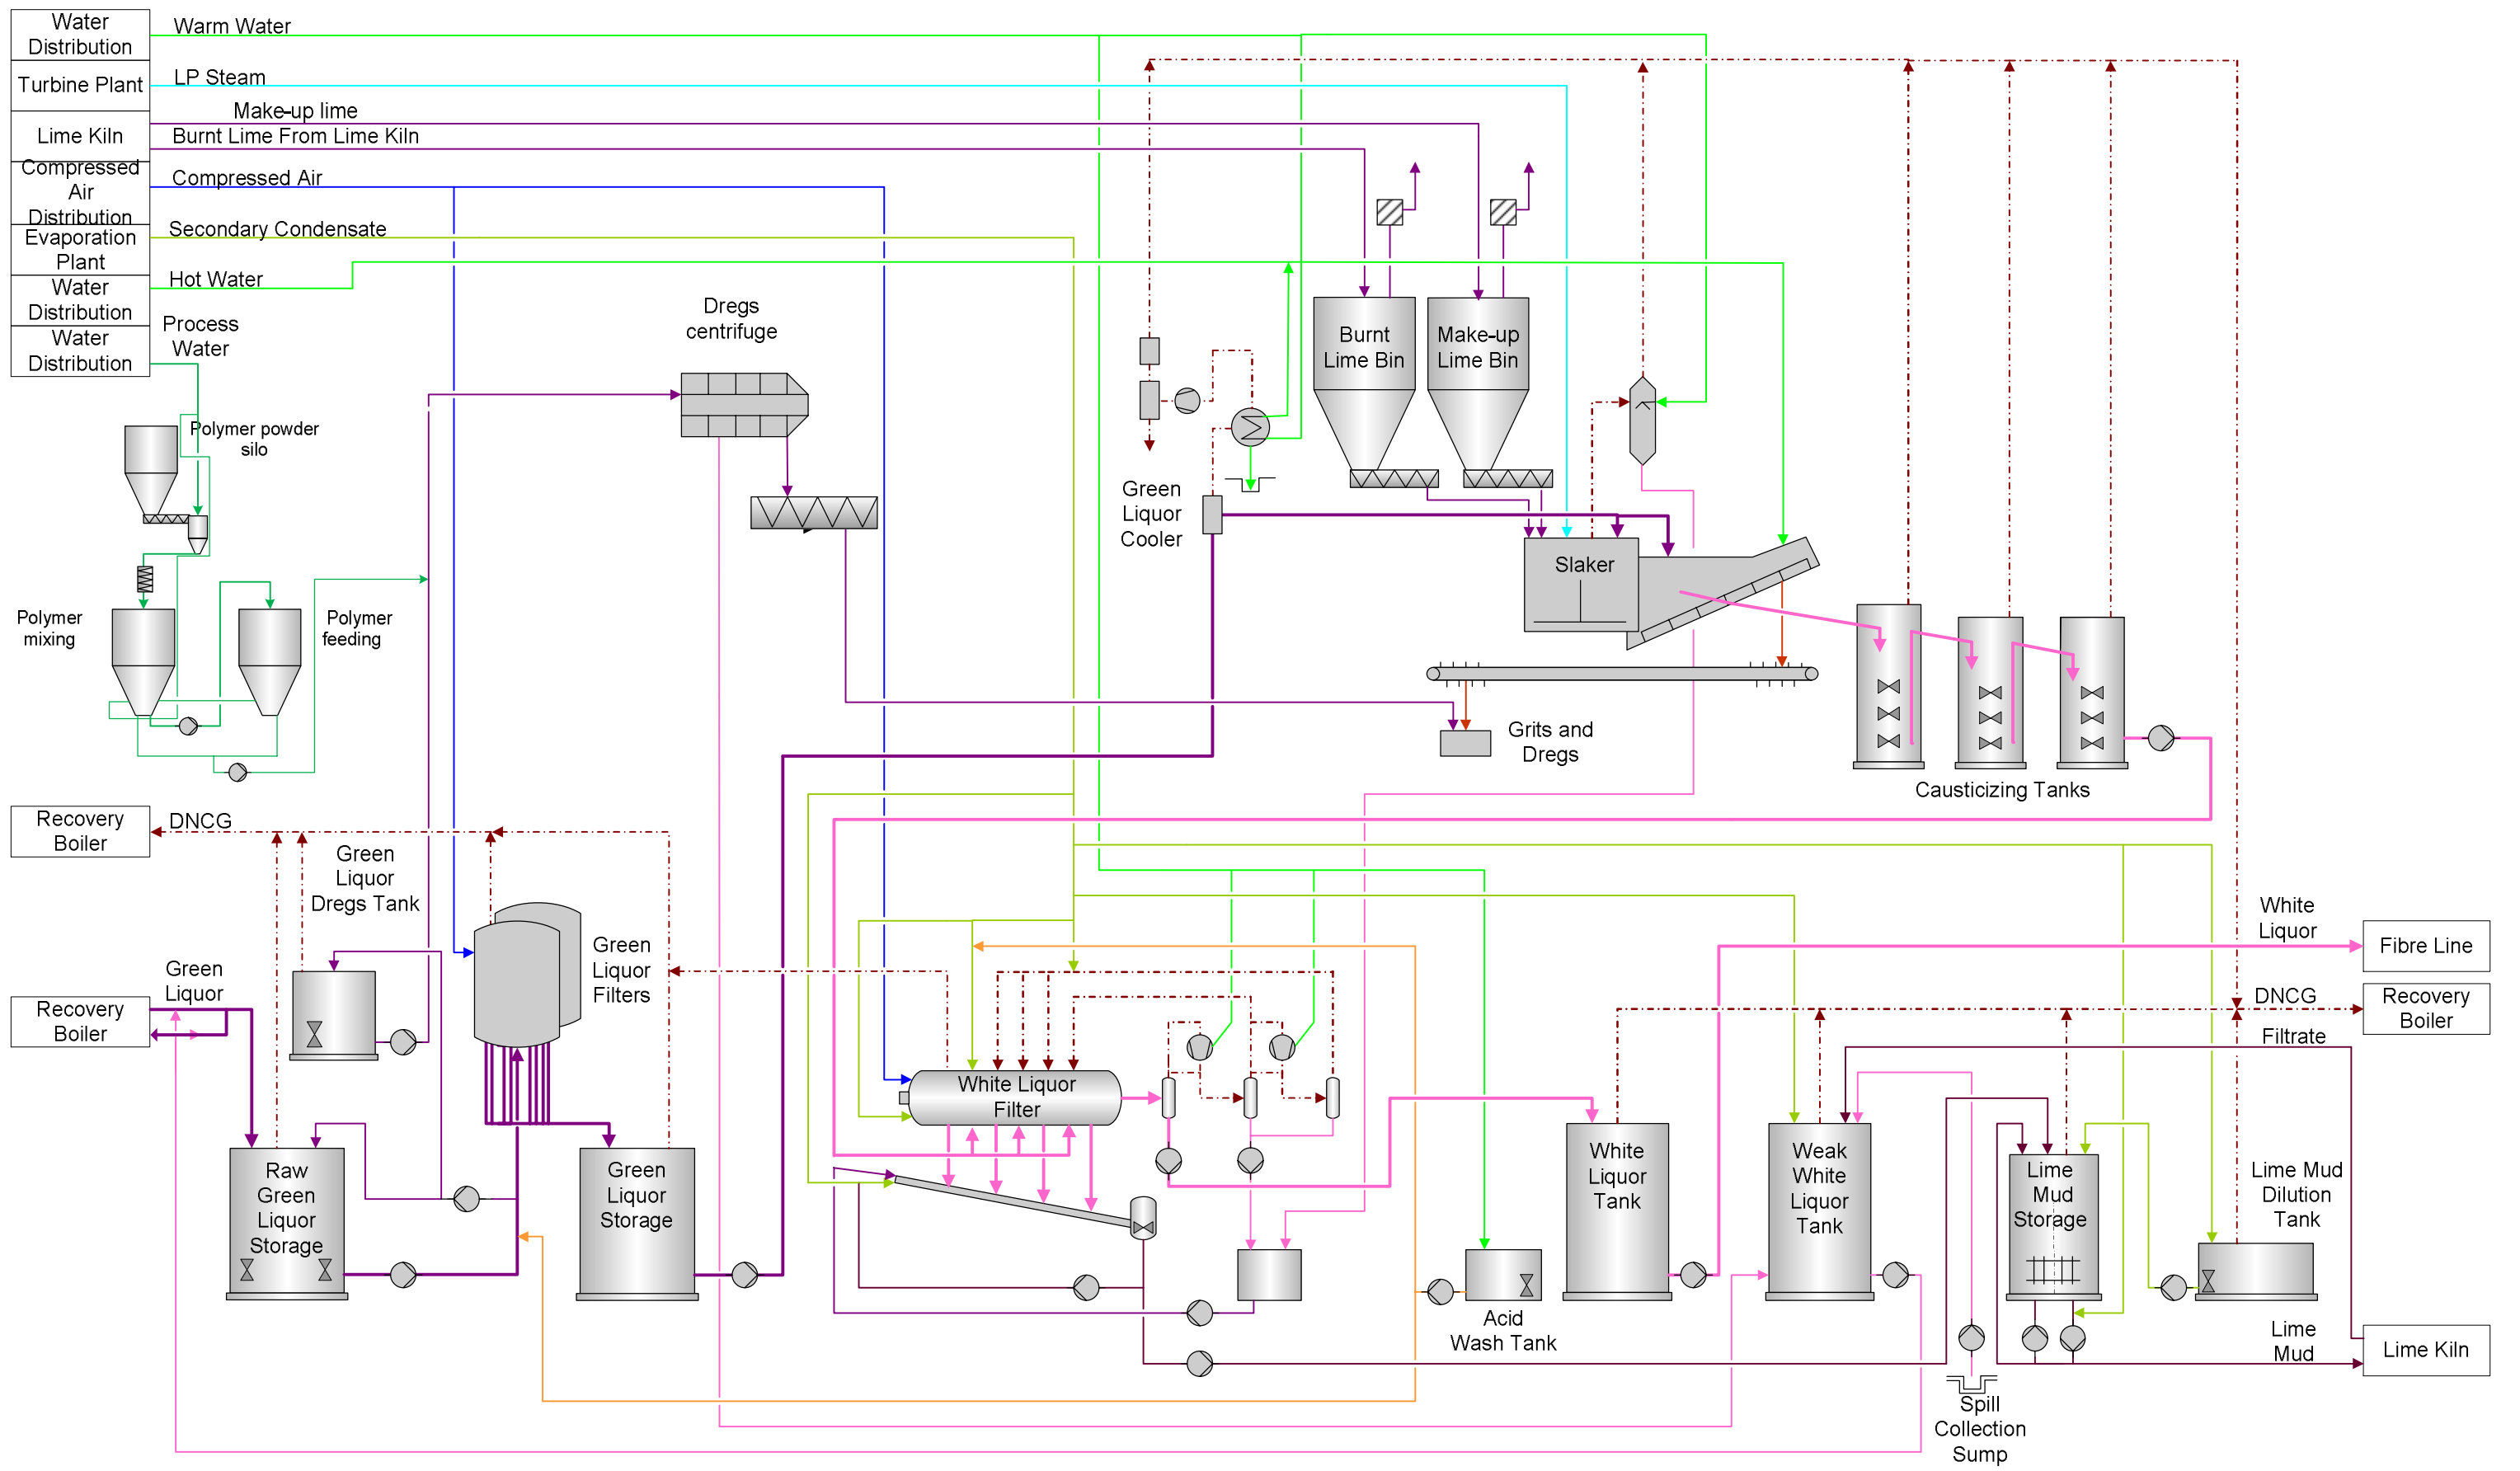 Water
Distribution
Warm Water
Turbine Plant
LP Steam
Make-up lime
Lime Kiln
Burnt Lime From Lime Kiln
Compressed
Air
Distribution
Compressed Air
Evaporation
Plant
Secondary Condensate
Water
Distribution
Hot Water
Water
Distribution
Process
Water
Dregs
centrifuge
Burnt
Lime Bin
Make-up
Lime Bin
Polymer powder
silo
Green
Liquor
Cooler
Slaker
Polymer
mixing
Polymer
feeding
Grits and
Dregs
Causticizing Tanks
Recovery
Boiler
DNCG
Green
Liquor
Dregs Tank
Green
Liquor
Filters
White
Liquor
Fibre Line
Green
Liquor
Recovery
Boiler
DNCG
Recovery
Boiler
Filtrate
White Liquor
Filter
Raw
Green
Liquor
Storage
Green
Liquor
Storage
White
Liquor
Tank
Weak
White
Liquor
Tank
Lime
Mud
Storage
Lime Mud
Dilution
Tank
Acid
Wash Tank
Lime
Mud
Lime Kiln
Spill
Collection
Sump